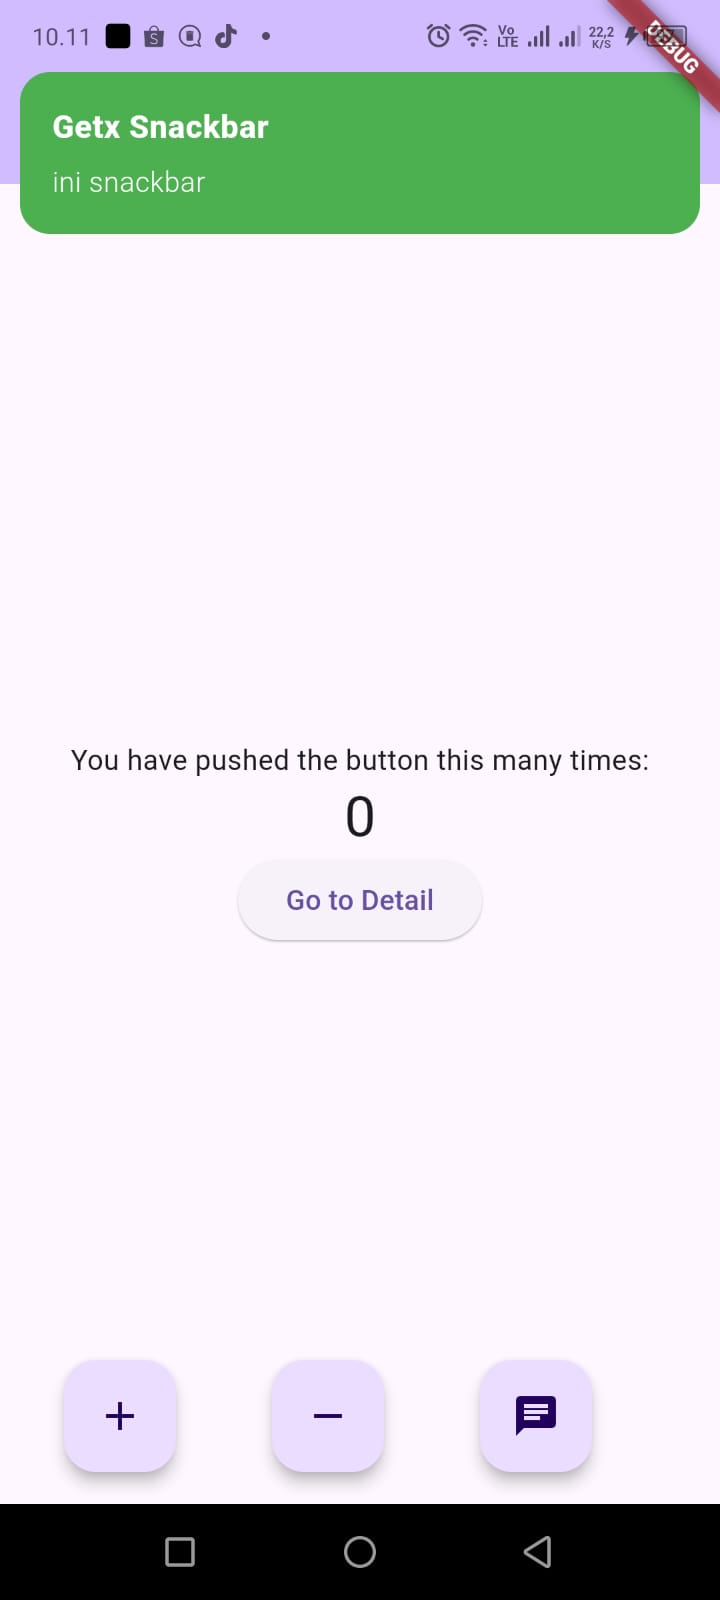 10.11
Vo
LTE
22,2
K/S
DEBUG
Getx Snackbar
ini snackbar
You have pushed the button this many times:
0
Go to Detail